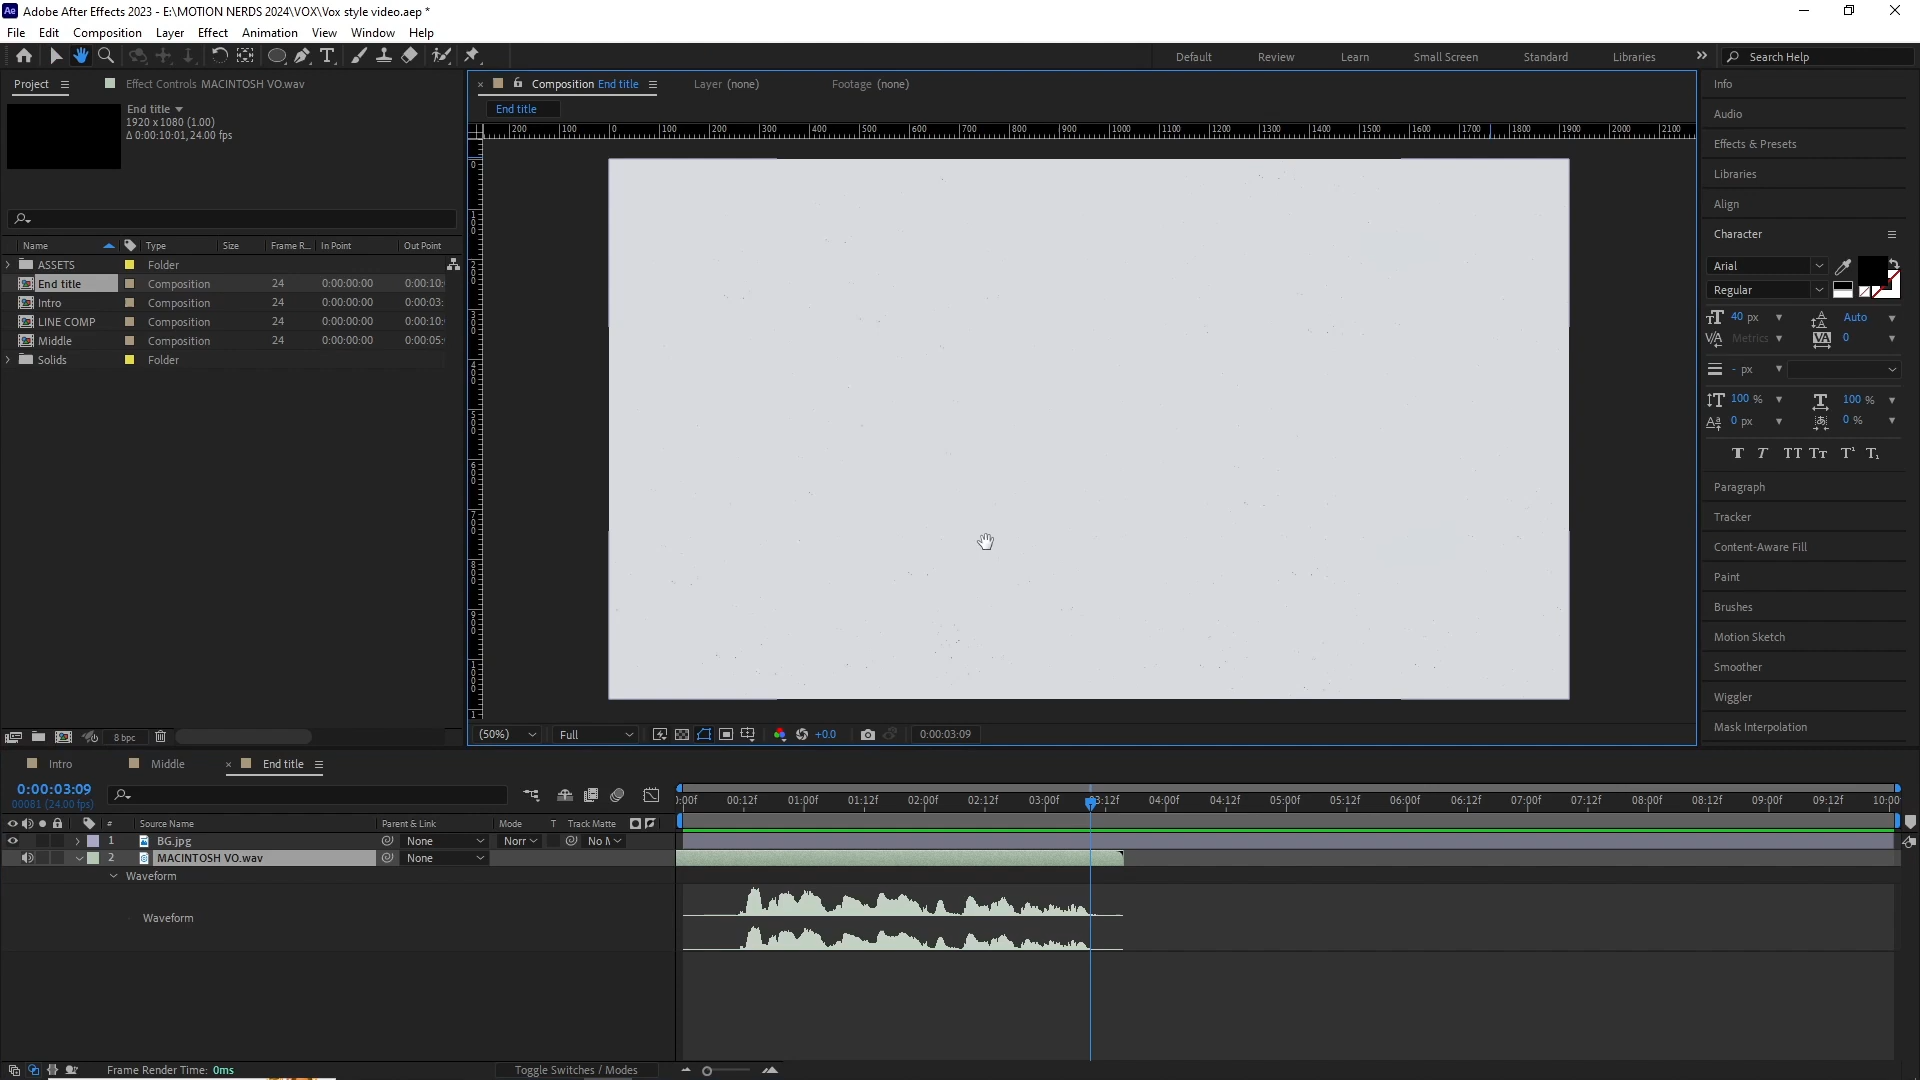 Adobe After Effects 2023 - E:\MOTION NERDS 2024\VOX\Vox style video.aep *
File Edit Composition Layer Effect Animation View Window Help
Default Review Learn Small Screen Standard Libraries Search Help
Project
Effect Controls MACINTOSH VO.wav
Composition End title
Layer (none)
Footage (none)
End title
1920 x 1080 (1.00)
Δ 0:00:10:01, 24.00 fps
End title
200 100 0 100 200 300 400 500 600 700 800 900 1000 1100 1200 1300 1400 1500 1600 1700 1800 1900 2000 2100
Name Type Size Frame R... In Point Out Point
ASSETS Folder
End title Composition 24 0:00:00:00 0:00:10:
Intro Composition 24 0:00:00:00 0:00:03:
LINE COMP Composition 24 0:00:00:00 0:00:10:
Middle Composition 24 0:00:00:00 0:00:05:
Solids Folder
8 bpc
(50%) Full +0.0 0:00:03:09
Info
Audio
Effects & Presets
Libraries
Align
Character
Arial
Regular
40 px Auto
Metrics 0
- px
100 % 100 %
0 px 0 %
Paragraph
Tracker
Content-Aware Fill
Paint
Brushes
Motion Sketch
Smoother
Wiggler
Mask Interpolation
Intro Middle End title
0:00:03:09
00081 (24.00 fps)
:00f 00:12f 01:00f 01:12f 02:00f 02:12f 03:00f 03:12f 04:00f 04:12f 05:00f 05:12f 06:00f 06:12f 07:00f 07:12f 08:00f 08:12f 09:00f 09:12f 10:00
# Source Name Parent & Link Mode T Track Matte
1 BG.jpg None Norr No M
2 MACINTOSH VO.wav None
Waveform
Waveform
Frame Render Time: 0ms
Toggle Switches / Modes